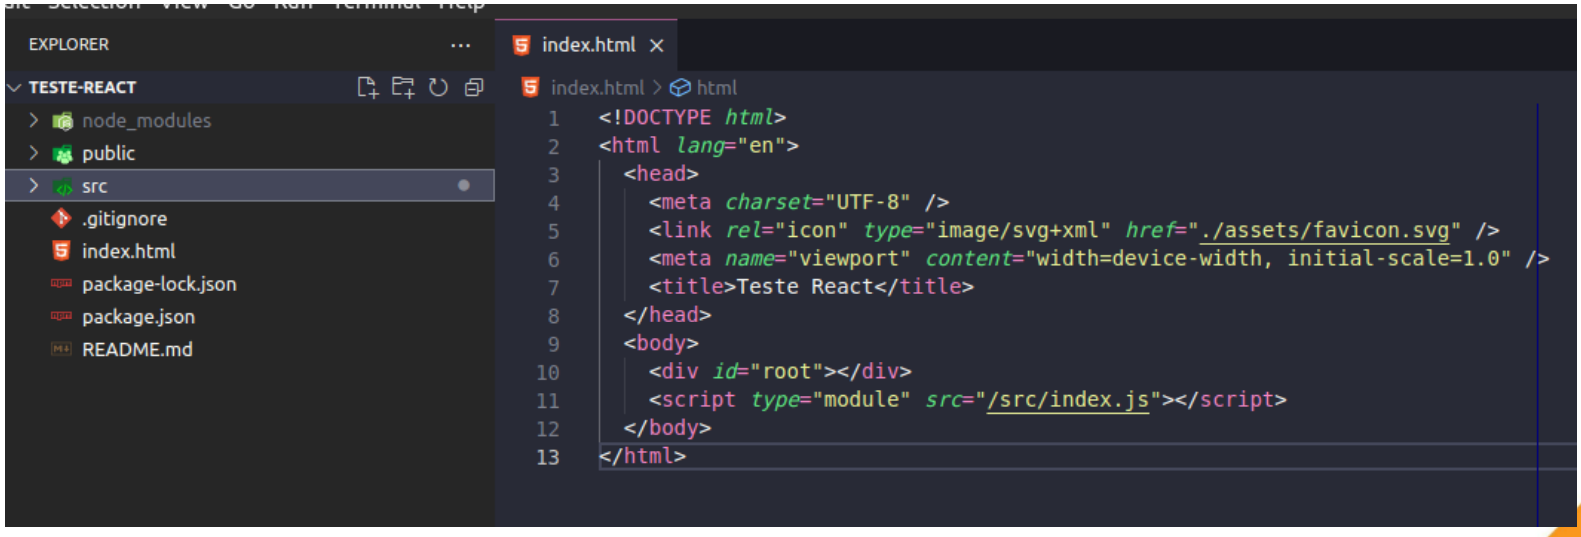 Selection View Go Run Terminal Help
EXPLORER
...
TESTE-REACT
node_modules
public
src
.gitignore
index.html
package-lock.json
package.json
README.md
index.html
index.html > html
1 <!DOCTYPE html>
2 <html lang="en">
3 <head>
4 <meta charset="UTF-8" />
5 <link rel="icon" type="image/svg+xml" href="./assets/favicon.svg" />
6 <meta name="viewport" content="width=device-width, initial-scale=1.0" />
7 <title>Teste React</title>
8 </head>
9 <body>
10 <div id="root"></div>
11 <script type="module" src="/src/index.js"></script>
12 </body>
13 </html>